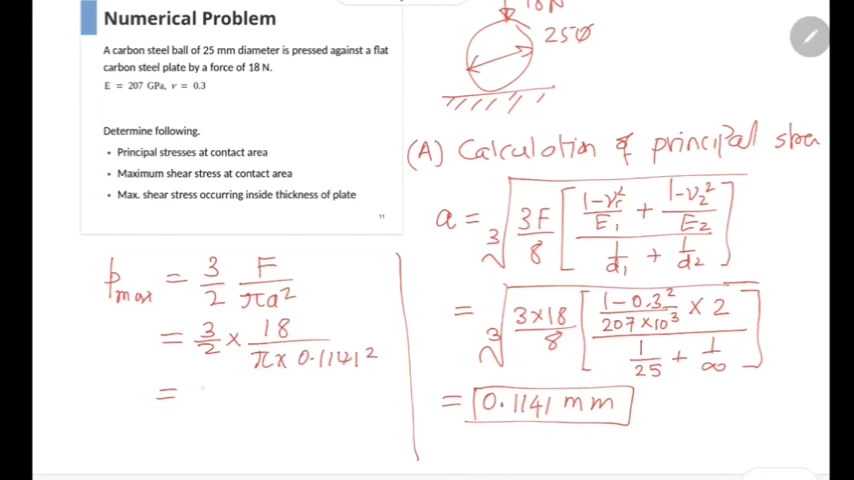 Numerical Problem
A carbon steel ball of 25 mm diameter is pressed against a flat
carbon steel plate by a force of 18 N.
E = 207 GPa, ν = 0.3
Determine following.
• Principal stresses at contact area
• Maximum shear stress at contact area
• Max. shear stress occurring inside thickness of plate
18N
25Ø
(A) Calculation of principal stre
a = ∛(3F/8 [((1-ν₁²)/E₁ + (1-ν₂²)/E₂) / (1/d₁ + 1/d₂)])
= ∛(3×18/8 [((1-0.3²)/(207×10³) × 2) / (1/25 + 1/∞)])
= 0.1141 mm
pmax = 3/2 F/(πa²)
= 3/2 × 18/(π×0.1141²)
=